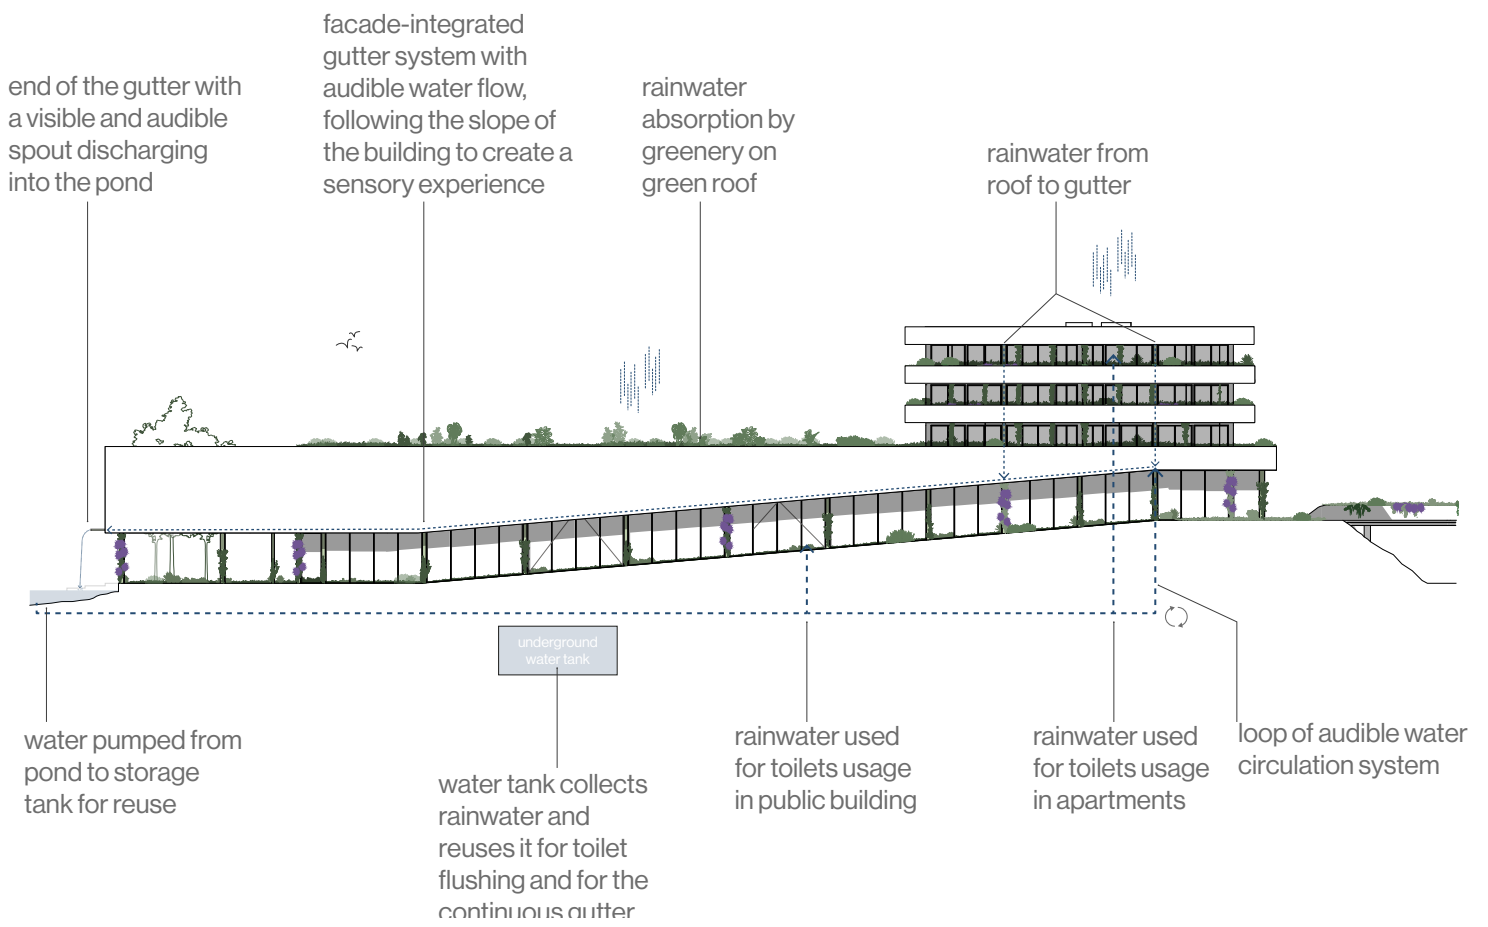 facade-integrated
gutter system with
audible water flow,
following the slope of
the building to create a
sensory experience
end of the gutter with
a visible and audible
spout discharging
into the pond
rainwater
absorption by
greenery on
green roof
rainwater from
roof to gutter
underground
water tank
water pumped from
pond to storage
tank for reuse
water tank collects
rainwater and
reuses it for toilet
flushing and for the
continuous gutter
rainwater used
for toilets usage
in public building
rainwater used
for toilets usage
in apartments
loop of audible water
circulation system